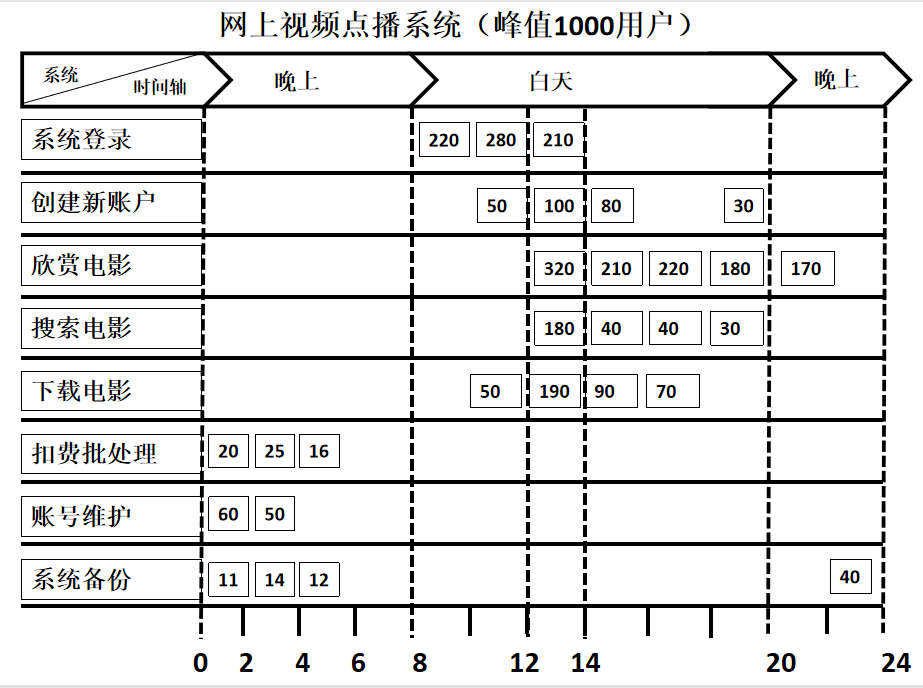 网上视频点播系统（峰值1000用户）
系统 时间轴 晚上 白天 晚上
系统登录 220 280 210
创建新账户 50 100 80 30
欣赏电影 320 210 220 180 170
搜索电影 180 40 40 30
下载电影 50 190 90 70
扣费批处理 20 25 16
账号维护 60 50
系统备份 11 14 12 40
0 2 4 6 8 12 14 20 24